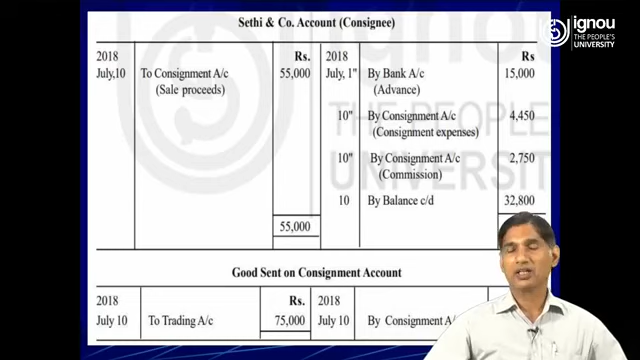 ignou
THE PEOPLE'S
UNIVERSITY
Sethi & Co. Account (Consignee)
Rs. Rs
2018 2018
July,10 To Consignment A/c 55,000 July, 1" By Bank A/c 15,000
(Sale proceeds) (Advance)
10" By Consignment A/c 4,450
(Consignment expenses)
10" By Consignment A/c 2,750
(Commission)
10 By Balance c/d 32,800
55,000
Good Sent on Consignment Account
2018 Rs. 2018
July 10 To Trading A/c 75,000 July 10 By Consignment A/c
THE PEOPLE
UNIVERSITY